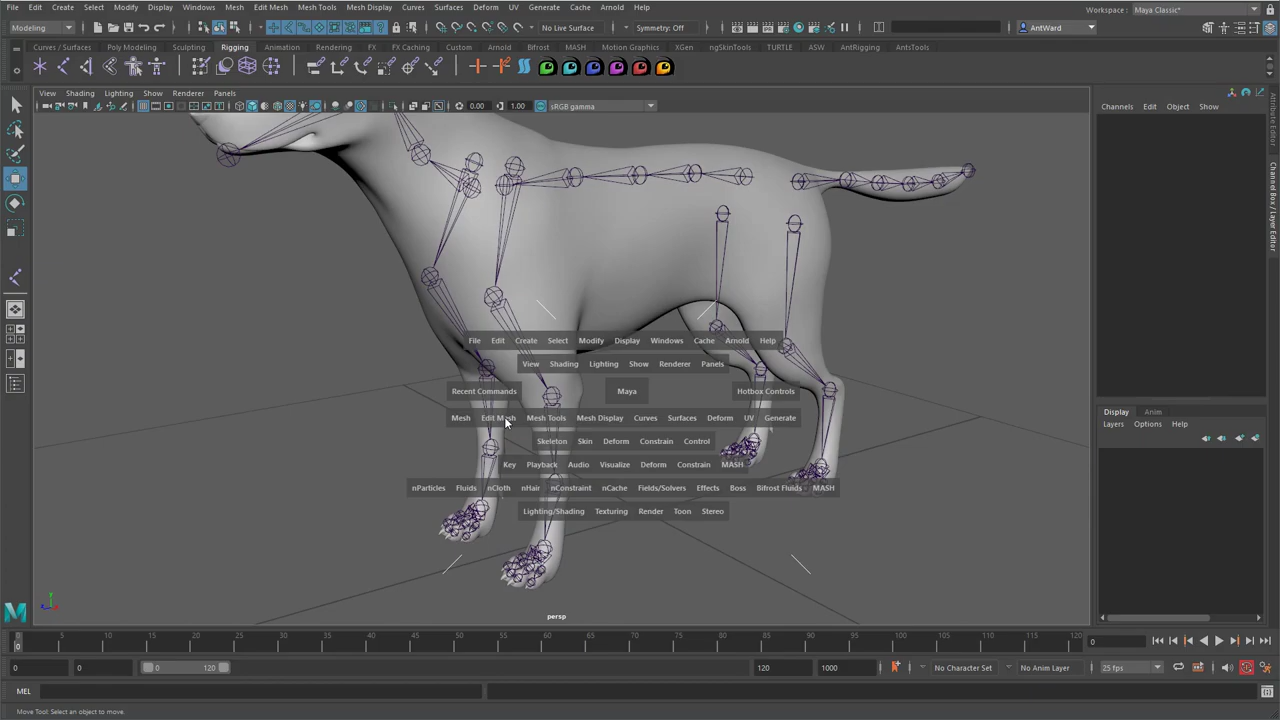 File Edit Create Select Modify Display Windows Mesh Edit Mesh Mesh Tools Mesh Display Curves Surfaces Deform UV Generate Cache Arnold Help
Workspace : Maya Classic*
Modeling
No Live Surface
Symmetry: Off
AntWard
Curves / Surfaces Poly Modeling Sculpting Rigging Animation Rendering FX FX Caching Custom Arnold Bifrost MASH Motion Graphics XGen ngSkinTools TURTLE ASW AntRigging AntsTools
View Shading Lighting Show Renderer Panels
0.00 1.00 sRGB gamma
Channels Edit Object Show
Channel Box / Layer Editor
File Edit Create Select Modify Display Windows Cache Arnold Help
View Shading Lighting Show Renderer Panels
Recent Commands Maya Hotbox Controls
Mesh Edit Mesh Mesh Tools Mesh Display Curves Surfaces Deform UV Generate
Skeleton Skin Deform Constrain Control
Key Playback Audio Visualize Deform Constrain MASH
nParticles Fluids nCloth nHair nConstraint nCache Fields/Solvers Effects Boss Bifrost Fluids MASH
Lighting/Shading Texturing Render Toon Stereo
Display Anim
Layers Options Help
persp
0 5 10 15 20 25 30 35 40 45 50 55 60 65 70 75 80 85 90 95 100 105 110 115 120
0
0
0 0 0 120 120 1000 No Character Set No Anim Layer 25 fps
MEL
Move Tool: Select an object to move.